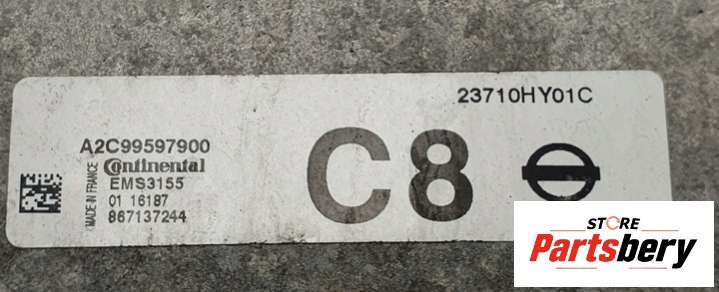 23710HY01C
A2C99597900
Continental
EMS3155
01 16187
867137244
MADE IN FRANCE
C8
STORE
Partsbery